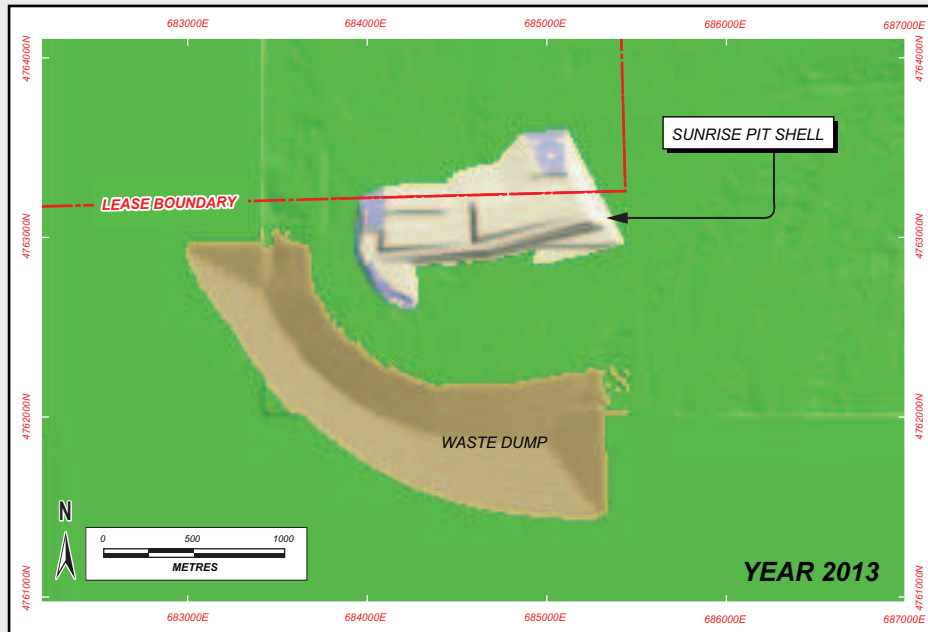 683000E
684000E
685000E
686000E
687000E
4764000N
4764000N
SUNRISE PIT SHELL
LEASE BOUNDARY
4763000N
4763000N
4762000N
4762000N
WASTE DUMP
N
0 500 1000
METRES
YEAR 2013
4761000N
4761000N
683000E
684000E
685000E
686000E
687000E